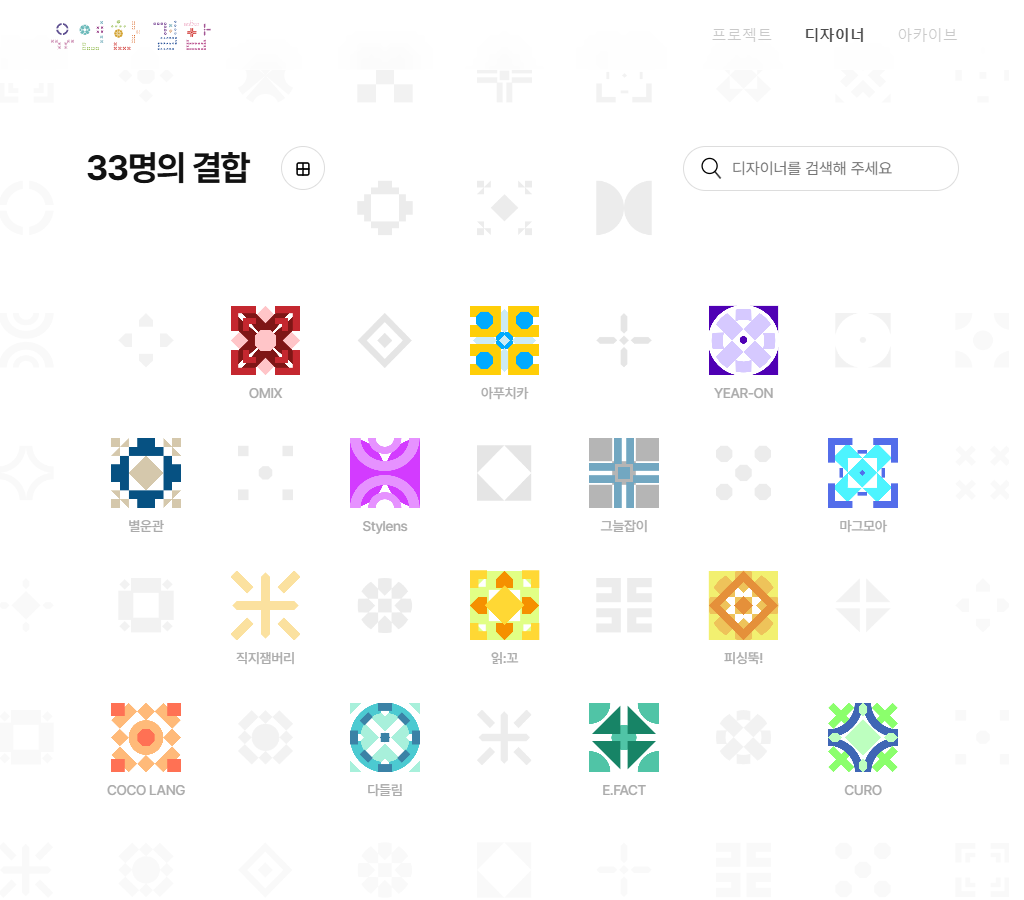 프로젝트 디자이너 아카이브
33명의 결합
디자이너를 검색해 주세요
OMIX 아푸치카 YEAR-ON
별운관 Stylens 그늘잡이 마그모아
직지잼버리 읽:꼬 피싱뚝!
COCO LANG 다들림 E.FACT CURO